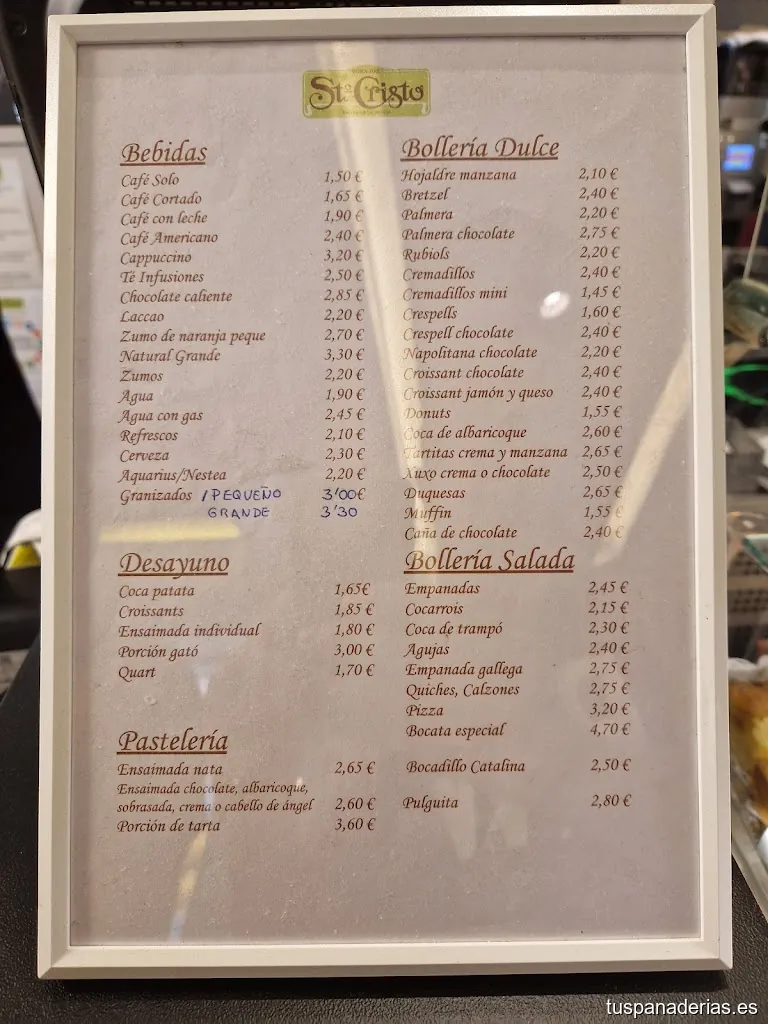 Sto Cristo
Bebidas
Café Solo 1,50 €
Café Cortado 1,65 €
Café con leche 1,90 €
Café Americano 2,40 €
Cappuccino 3,20 €
Té Infusiones 2,50 €
Chocolate caliente 2,85 €
Laccao 2,20 €
Zumo de naranja peque 2,70 €
Natural Grande 3,30 €
Zumos 2,20 €
Agua 1,90 €
Agua con gas 2,45 €
Refrescos 2,10 €
Cerveza 2,30 €
Aquarius/Nestea 2,20 €
Granizados / PEQUEÑO 3'00€
GRANDE 3'30
Desayuno
Coca patata 1,65€
Croissants 1,85 €
Ensaimada individual 1,80 €
Porción gató 3,00 €
Quart 1,70 €
Pastelería
Ensaimada nata 2,65 €
Ensaimada chocolate, albaricoque,
sobrasada, crema o cabello de ángel 2,60 €
Porción de tarta 3,60 €
Bollería Dulce
Hojaldre manzana 2,10 €
Bretzel 2,40 €
Palmera 2,20 €
Palmera chocolate 2,75 €
Rubiols 2,20 €
Cremadillos 2,40 €
Cremadillos mini 1,45 €
Crespells 1,60 €
Crespell chocolate 2,40 €
Napolitana chocolate 2,20 €
Croissant chocolate 2,40 €
Croissant jamón y queso 2,40 €
Donuts 1,55 €
Coca de albaricoque 2,60 €
Tartitas crema y manzana 2,65 €
Xuxo crema o chocolate 2,50 €
Duquesas 2,65 €
Muffin 1,55 €
Caña de chocolate 2,40 €
Bollería Salada
Empanadas 2,45 €
Cocarrois 2,15 €
Coca de trampó 2,30 €
Agujas 2,40 €
Empanada gallega 2,75 €
Quiches, Calzones 2,75 €
Pizza 3,20 €
Bocata especial 4,70 €
Bocadillo Catalina 2,50 €
Pulguita 2,80 €
tuspanaderias.es